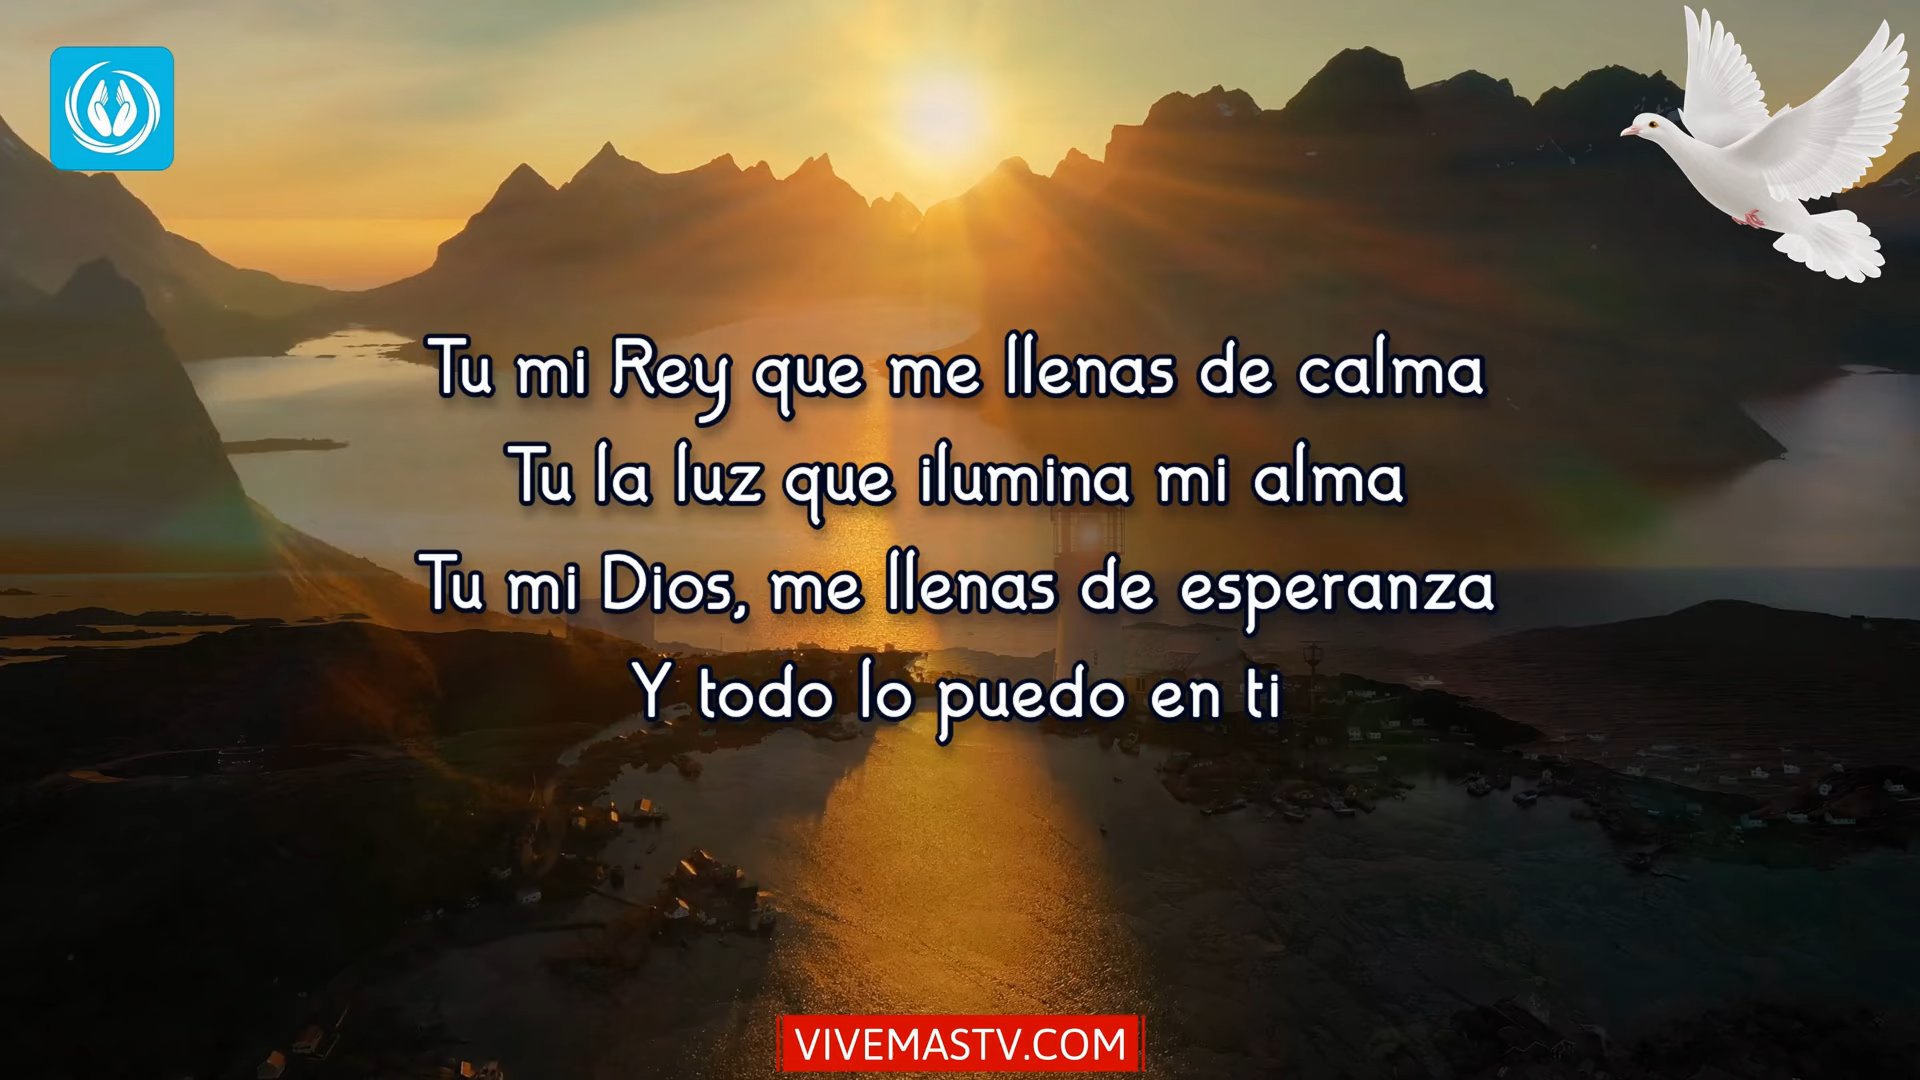 Tu mi Rey que me llenas de calma
Tu la luz que ilumina mi alma
Tu mi Dios, me llenas de esperanza
Y todo lo puedo en ti
VIVEMASTV.COM